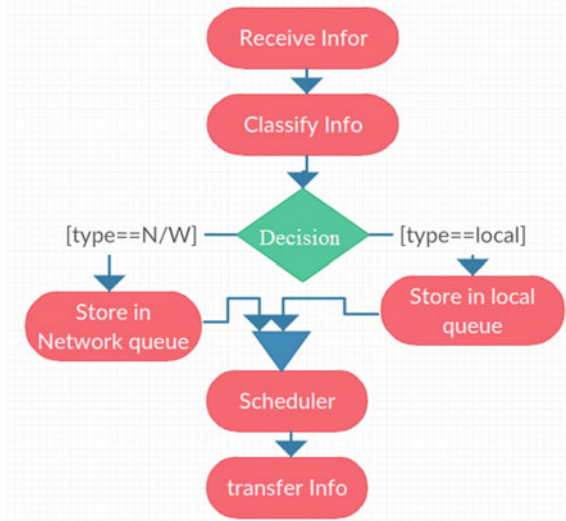 Receive Infor
Classify Info
Decision
[type==N/W]
[type==local]
Store in
Network queue
Store in local
queue
Scheduler
transfer Info